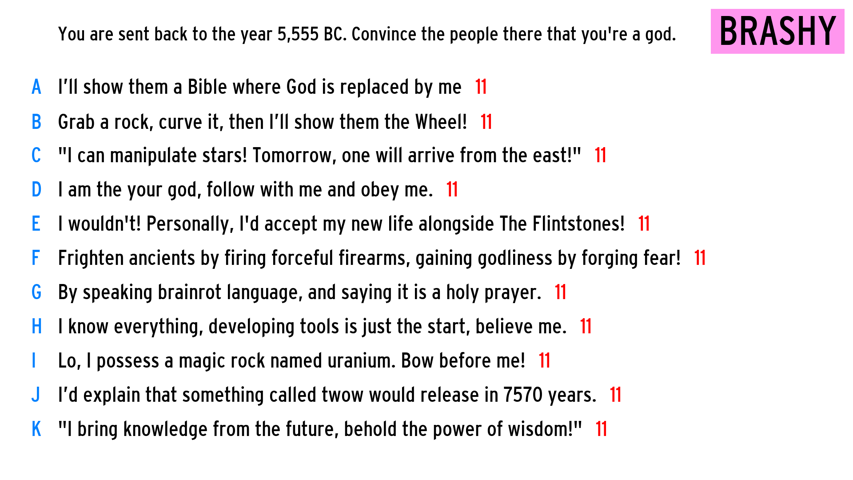 You are sent back to the year 5,555 BC. Convince the people there that you're a god.
BRASHY
A I'll show them a Bible where God is replaced by me 11
B Grab a rock, curve it, then I'll show them the Wheel! 11
C "I can manipulate stars! Tomorrow, one will arrive from the east!" 11
D I am the your god, follow with me and obey me. 11
E I wouldn't! Personally, I'd accept my new life alongside The Flintstones! 11
F Frighten ancients by firing forceful firearms, gaining godliness by forging fear! 11
G By speaking brainrot language, and saying it is a holy prayer. 11
H I know everything, developing tools is just the start, believe me. 11
I Lo, I possess a magic rock named uranium. Bow before me! 11
J I'd explain that something called twow would release in 7570 years. 11
K "I bring knowledge from the future, behold the power of wisdom!" 11